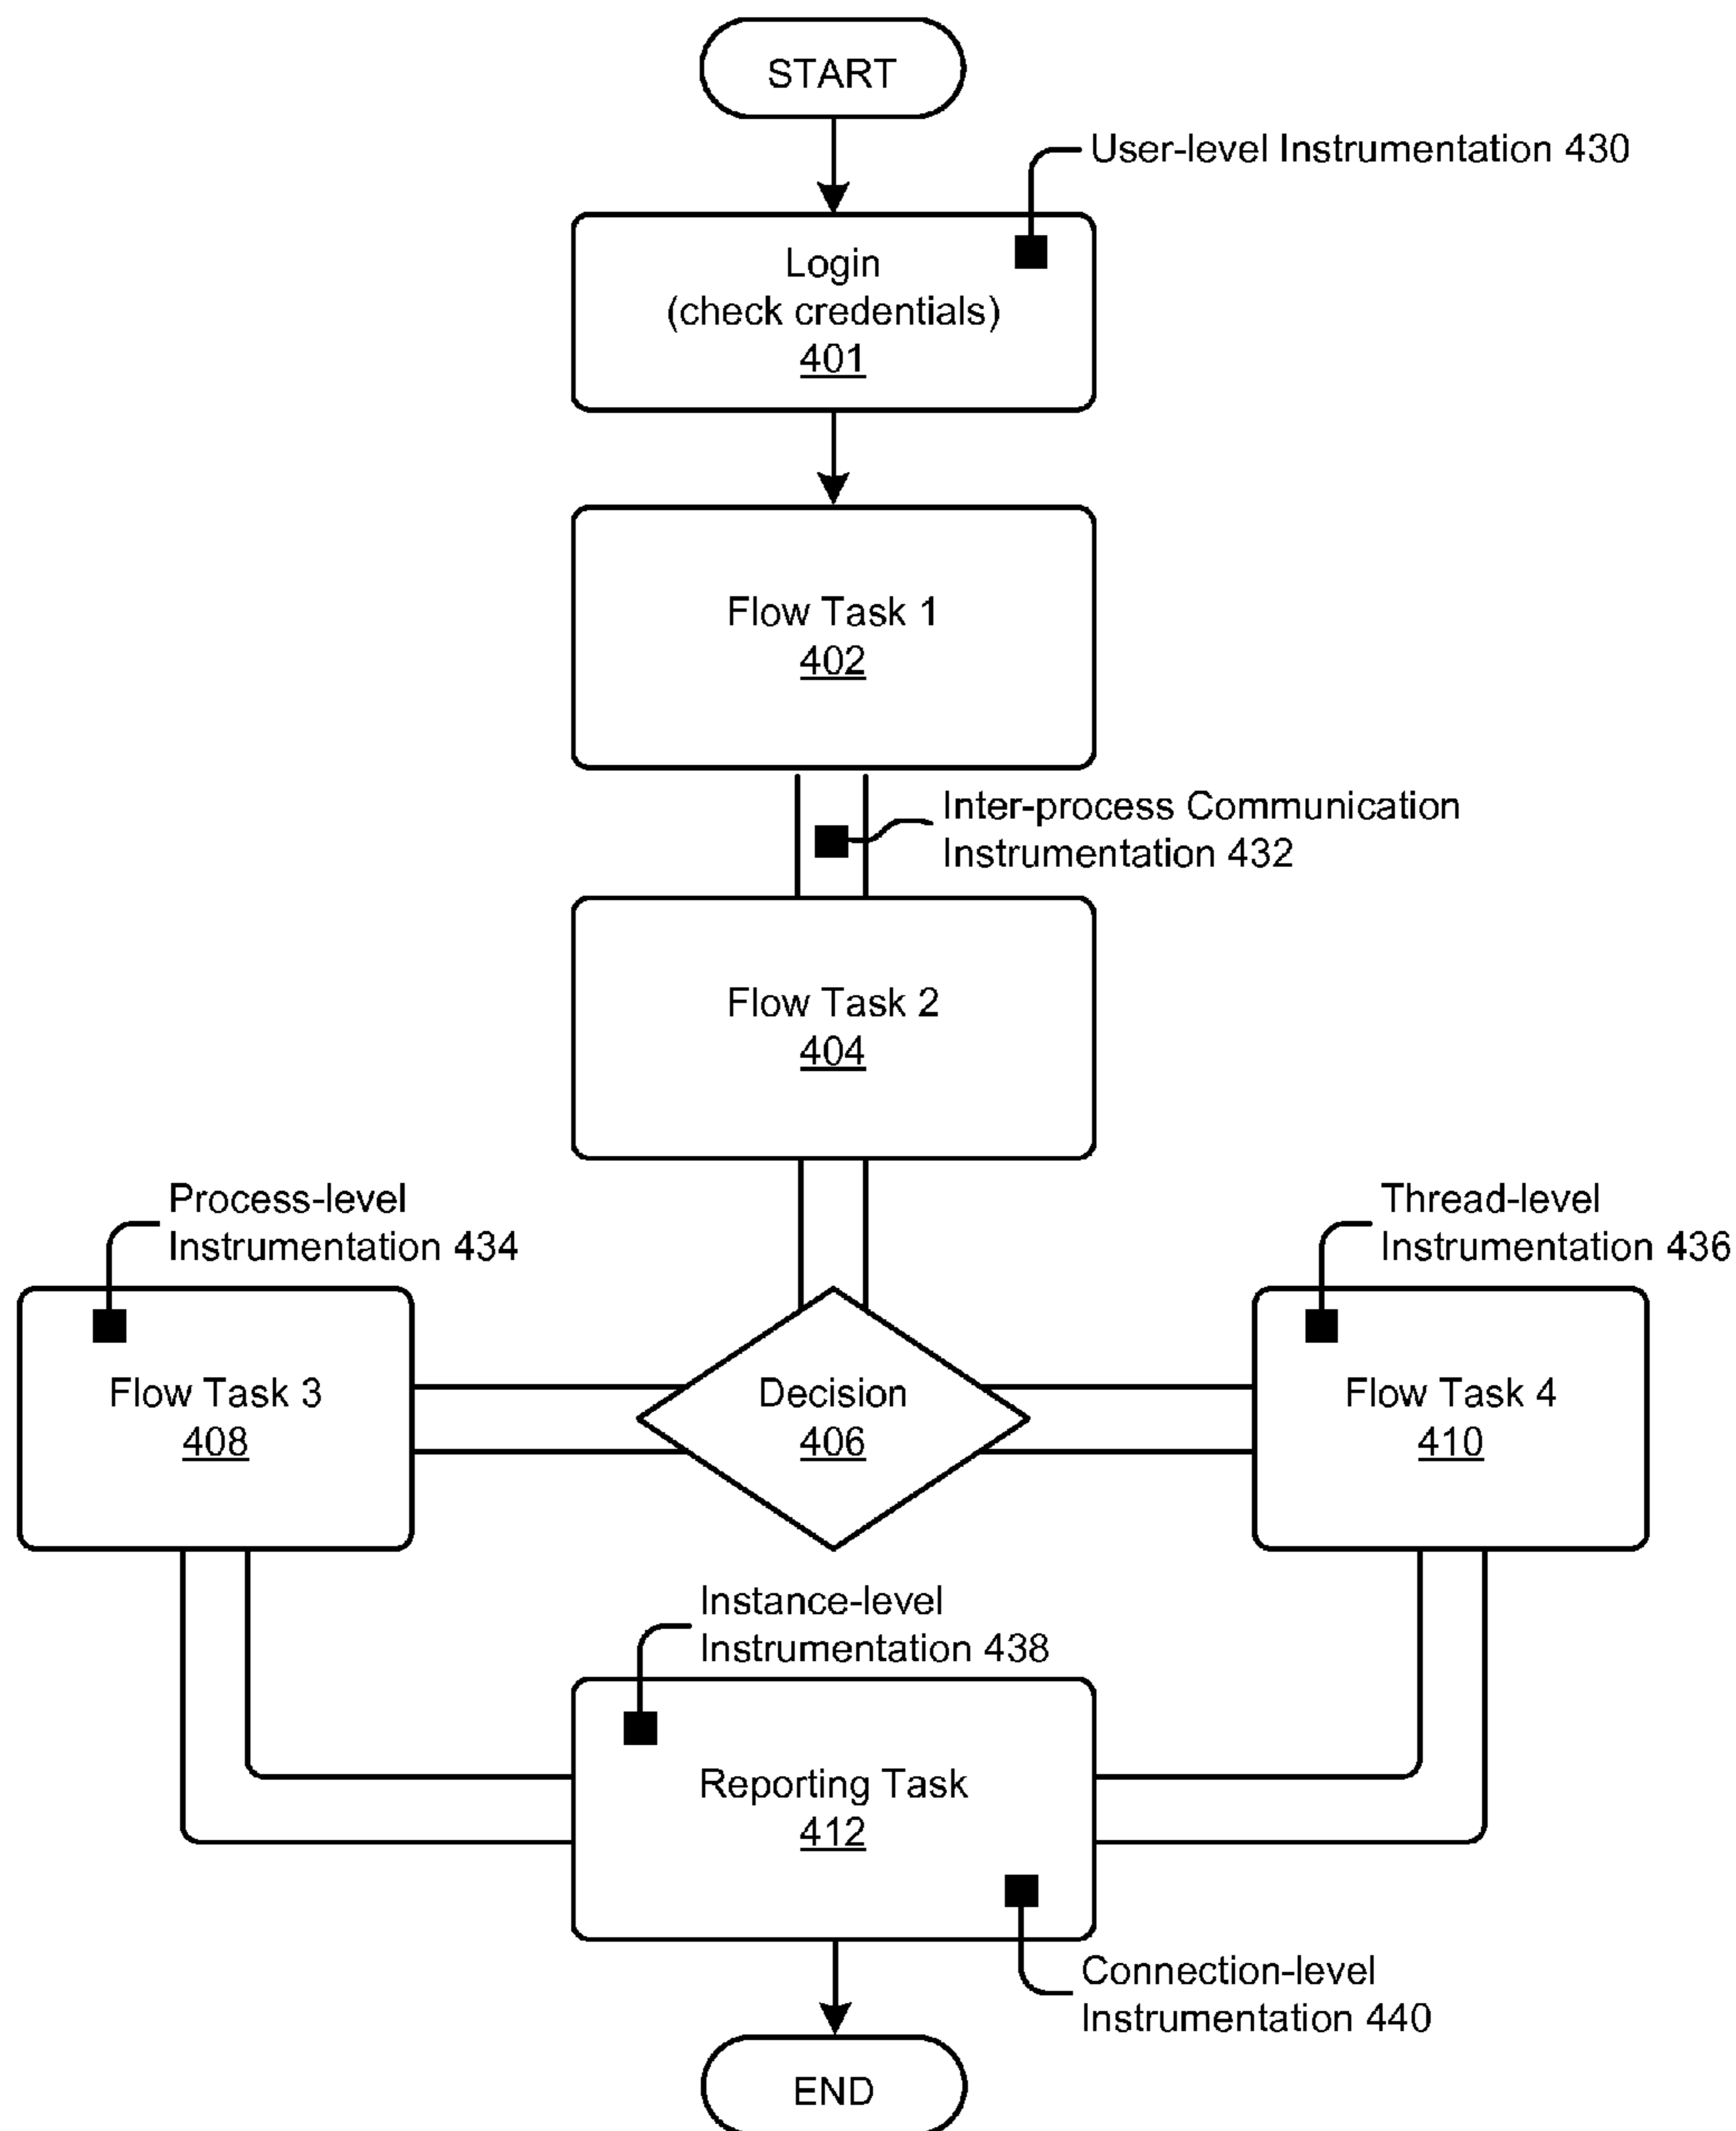 START
User-level Instrumentation 430
Login
(check credentials)
401
Flow Task 1
402
Inter-process Communication
Instrumentation 432
Flow Task 2
404
Process-level
Instrumentation 434
Thread-level
Instrumentation 436
Flow Task 3
408
Decision
406
Flow Task 4
410
Instance-level
Instrumentation 438
Reporting Task
412
Connection-level
Instrumentation 440
END